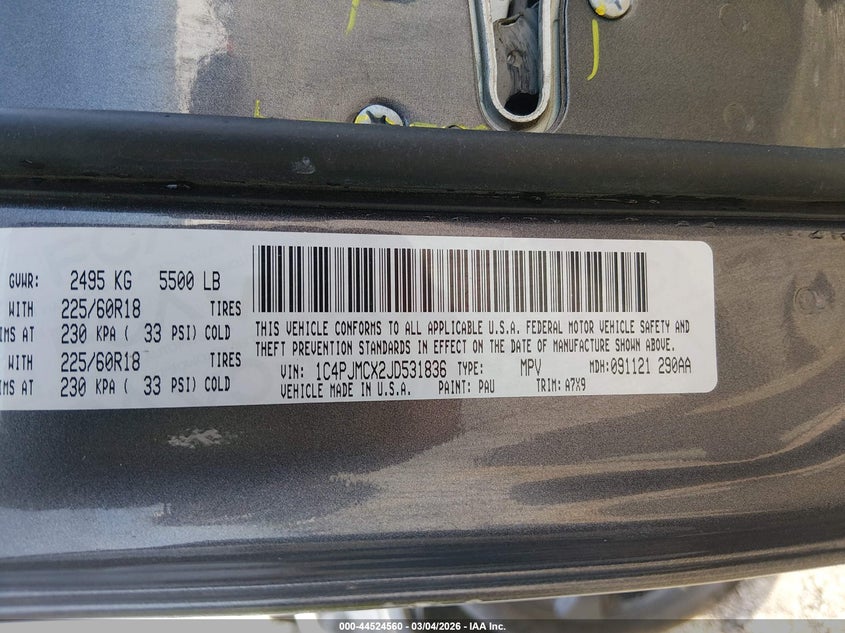 GVWR: 2495 KG 5500 LB
WITH 225/60R18 TIRES
IMS AT 230 KPA ( 33 PSI) COLD
WITH 225/60R18 TIRES
IMS AT 230 KPA ( 33 PSI) COLD
THIS VEHICLE CONFORMS TO ALL APPLICABLE U.S.A. FEDERAL MOTOR VEHICLE SAFETY AND
THEFT PREVENTION STANDARDS IN EFFECT ON THE DATE OF MANUFACTURE SHOWN ABOVE.
VIN: 1C4PJMCX2JD531836 TYPE: MPV MDH:091121 290AA
VEHICLE MADE IN U.S.A. PAINT: PAU TRIM: A7X9
000-44524560 - 03/04/2026 - IAA Inc.